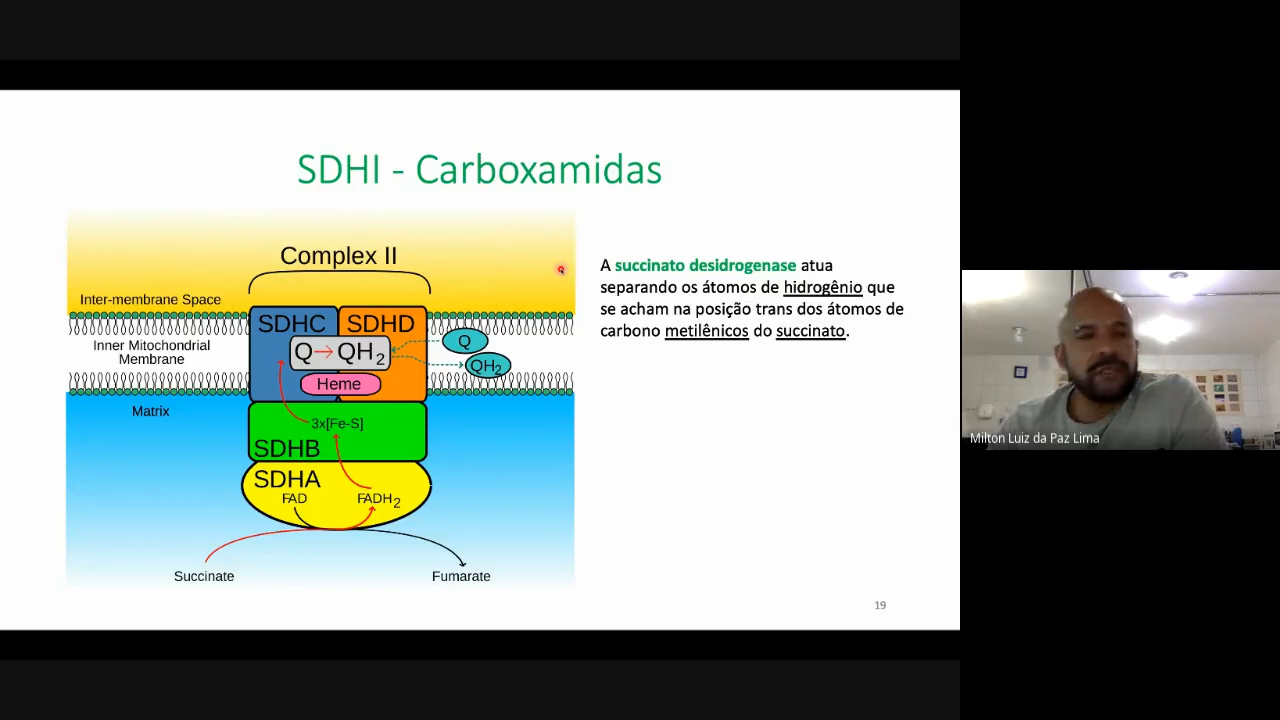 SDHI - Carboxamidas
Complex II
Inter-membrane Space
SDHC
SDHD
Q
Inner Mitochondrial
Membrane
Q→QH2
QH2
Heme
Matrix
3x[Fe-S]
SDHB
SDHA
FAD
FADH2
Succinate
Fumarate
A succinato desidrogenase atua
separando os átomos de hidrogênio que
se acham na posição trans dos átomos de
carbono metilênicos do succinato.
19
Milton Luiz da Paz Lima